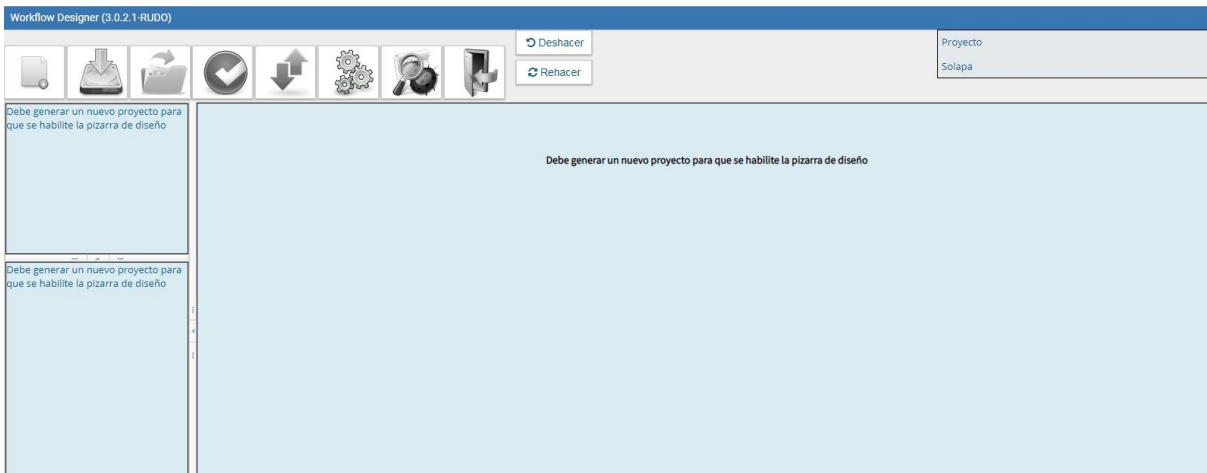 Workflow Designer (3.0.2.1-RUDO)
Deshacer
Rehacer
Proyecto
Solapa
Debe generar un nuevo proyecto para
que se habilite la pizarra de diseño
Debe generar un nuevo proyecto para que se habilite la pizarra de diseño
Debe generar un nuevo proyecto para
que se habilite la pizarra de diseño